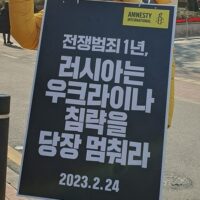 AMNESTY
INTERNATIONAL
전쟁범죄 1년,
러시아는
우크라이나
침략을
당장 멈춰라
2023.2.24